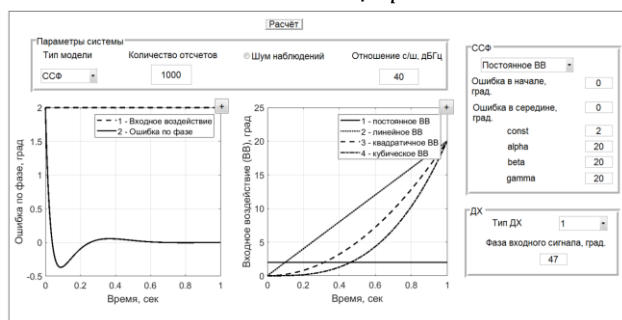 Расчёт
Параметры системы
Тип модели
Количество отсчетов
Шум наблюдений
Отношение с/ш, дБГц
ССФ
1000
40
ССФ
Постоянное ВВ
Ошибка в начале, град.
0
Ошибка в середине, град.
0
const
2
alpha
20
beta
20
gamma
20
ДХ
Тип ДХ
1
Фаза входного сигнала, град.
47
+
1 - Входное воздействие
2 - Ошибка по фазе
Ошибка по фазе, град
2
1.5
1
0.5
0
-0.5
0 0.2 0.4 0.6 0.8 1
Время, сек
+
1 - постоянное ВВ
2 - линейное ВВ
3 - квадратичное ВВ
4 - кубическое ВВ
Входное воздействие (ВВ), град
25
20
15
10
5
0
0 0.2 0.4 0.6 0.8 1
Время, сек